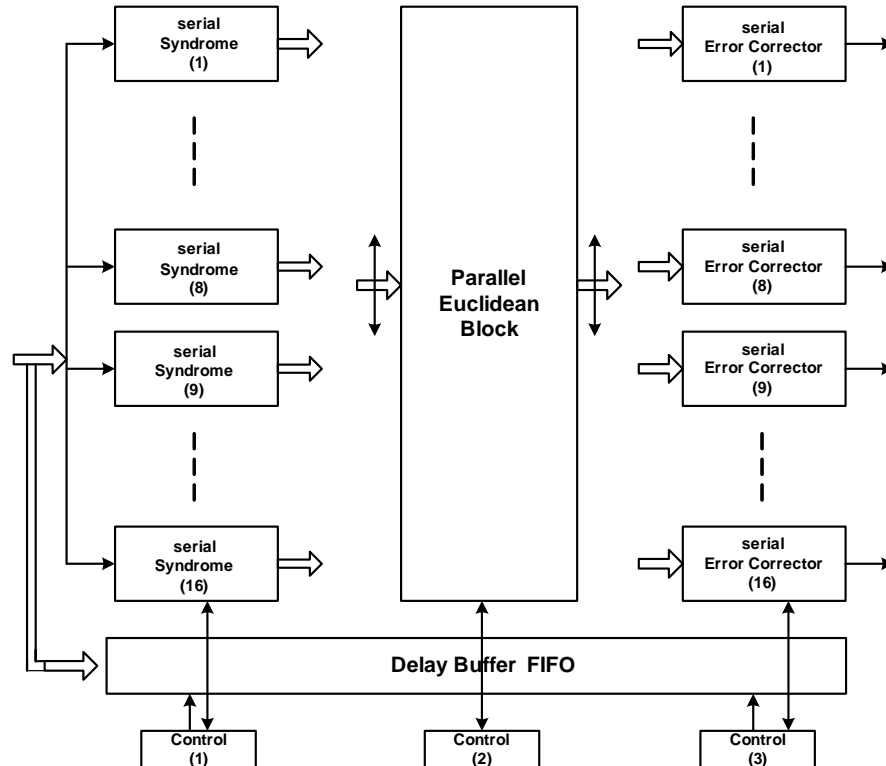 serial
Syndrome
(1)
serial
Error Corrector
(1)
serial
Syndrome
(8)
Parallel
Euclidean
Block
serial
Error Corrector
(8)
serial
Syndrome
(9)
serial
Error Corrector
(9)
serial
Syndrome
(16)
serial
Error Corrector
(16)
Delay Buffer FIFO
Control
(1)
Control
(2)
Control
(3)